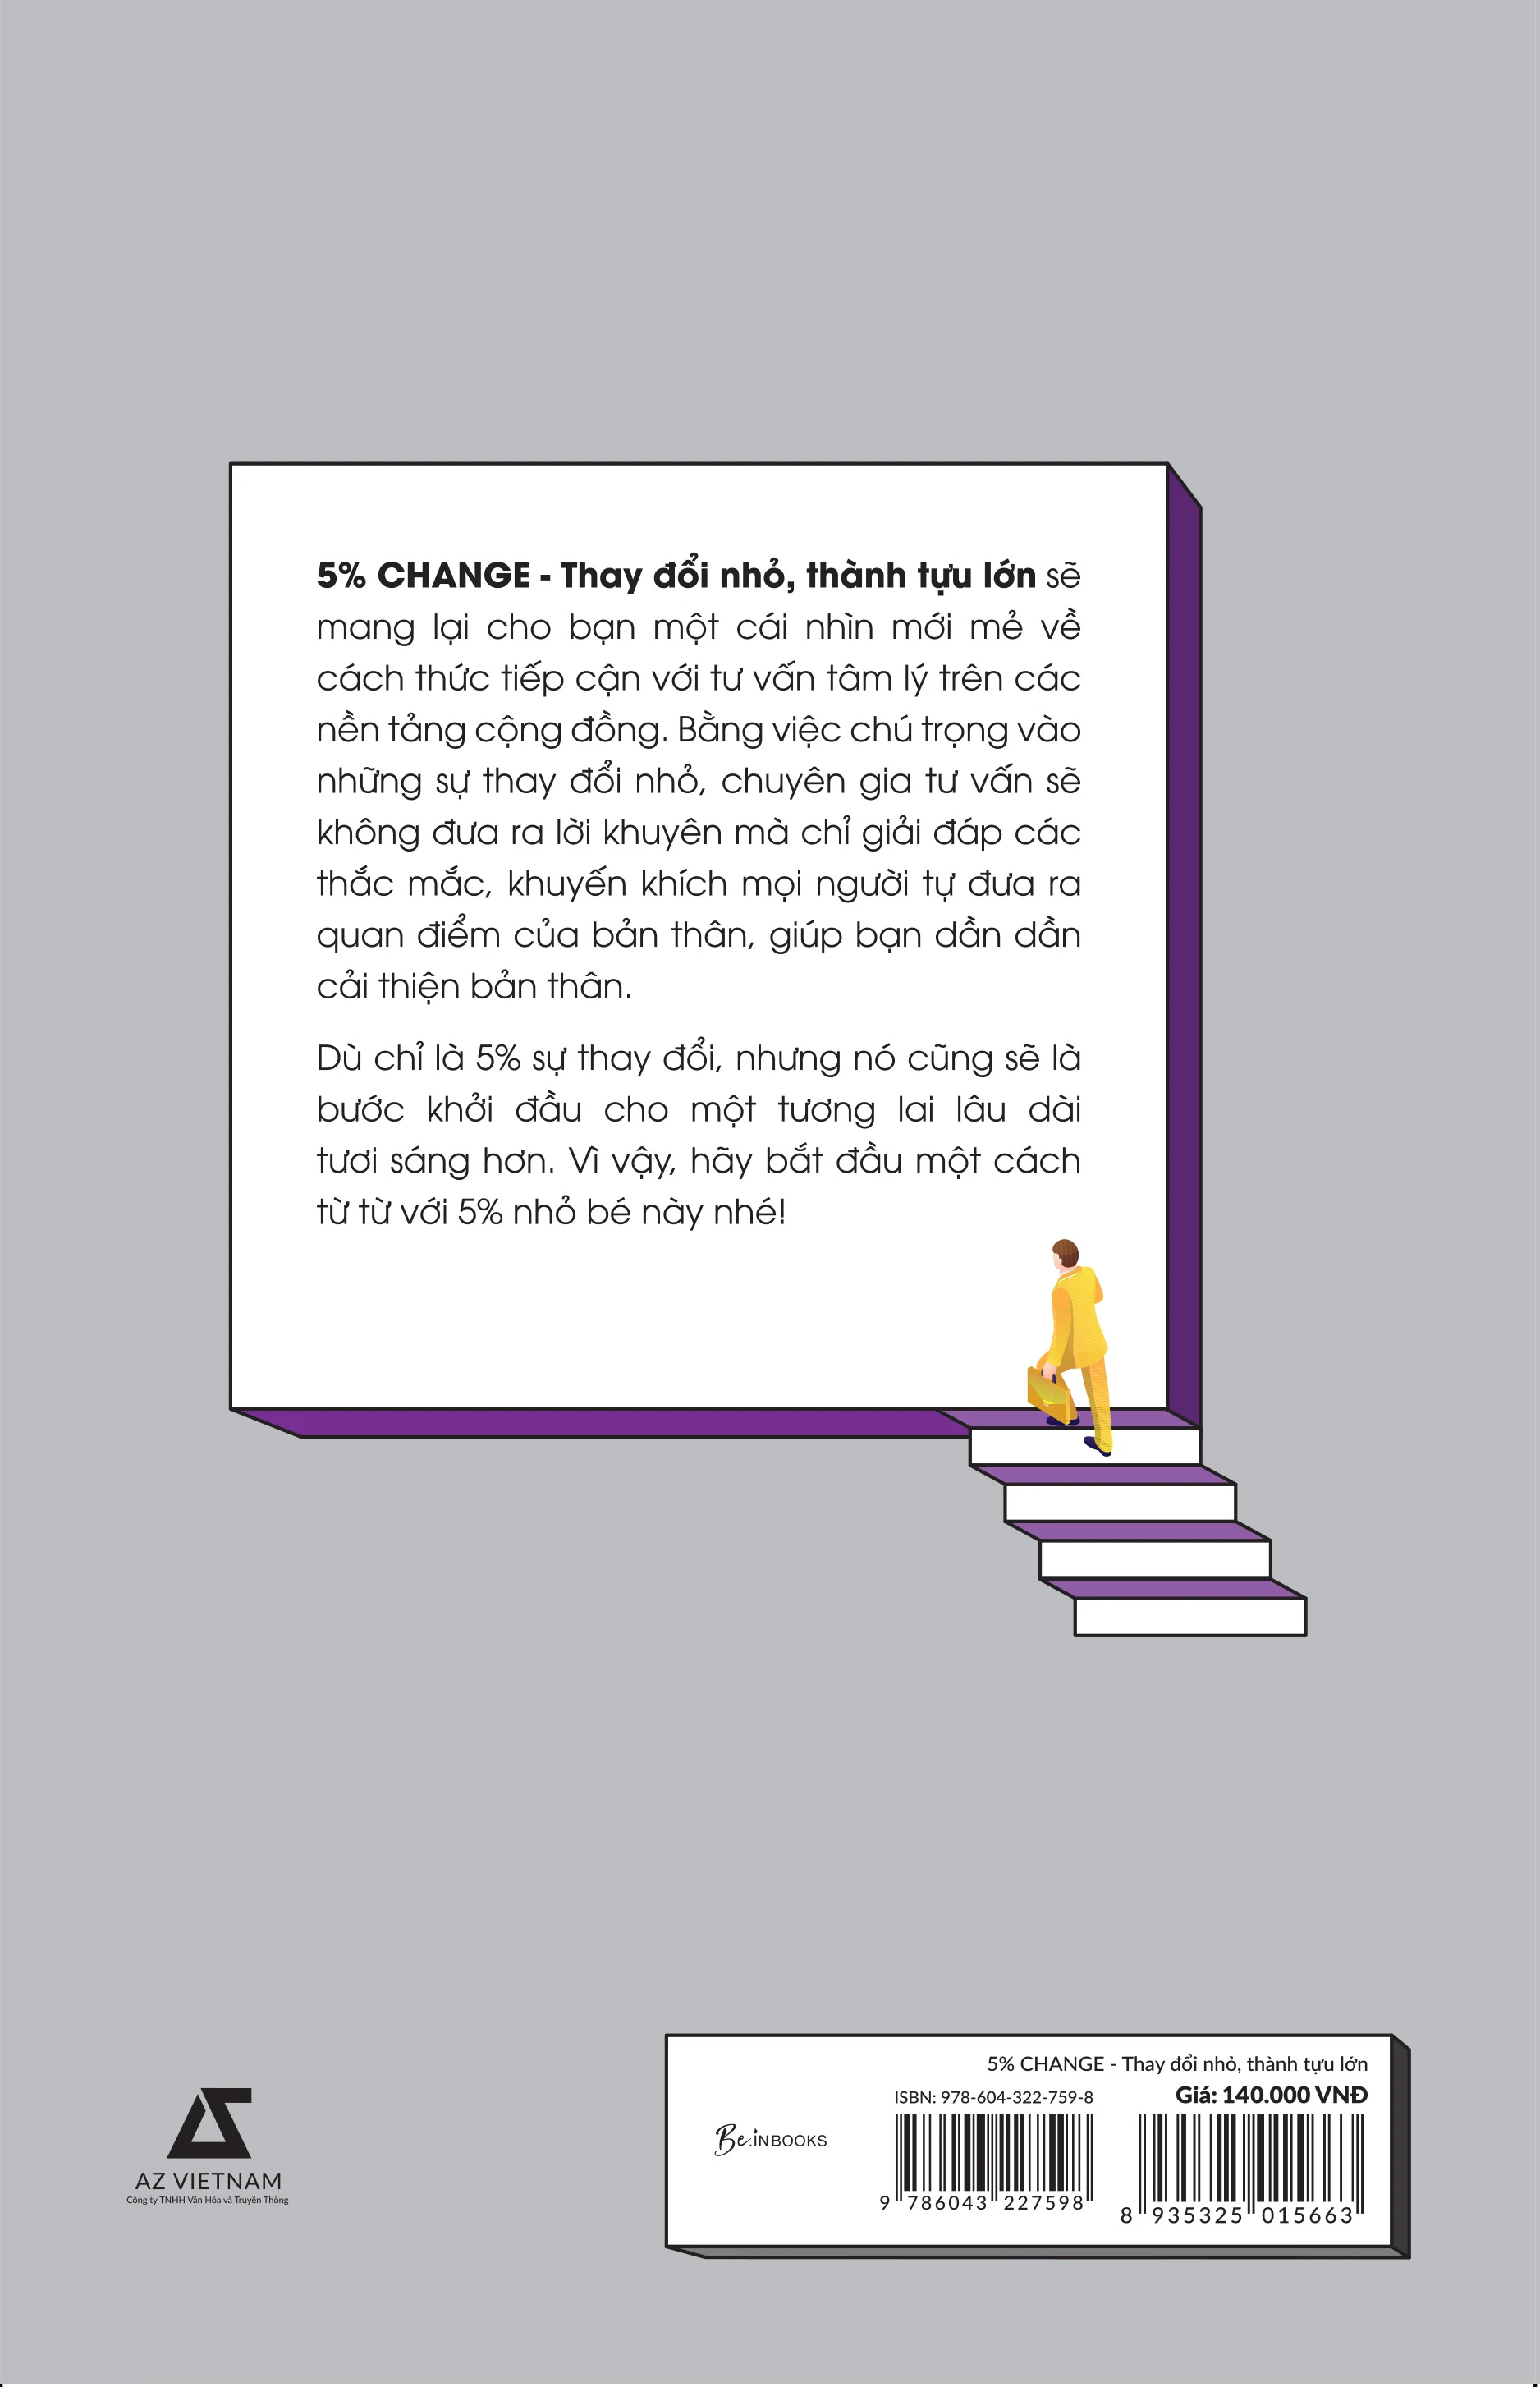 5% CHANGE - Thay đổi nhỏ, thành tựu lớn sẽ
mang lại cho bạn một cái nhìn mới mẻ về
cách thức tiếp cận với tư vấn tâm lý trên các
nền tảng cộng đồng. Bằng việc chú trọng vào
những sự thay đổi nhỏ, chuyên gia tư vấn sẽ
không đưa ra lời khuyên mà chỉ giải đáp các
thắc mắc, khuyến khích mọi người tự đưa ra
quan điểm của bản thân, giúp bạn dần dần
cải thiện bản thân.
Dù chỉ là 5% sự thay đổi, nhưng nó cũng sẽ là
bước khởi đầu cho một tương lai lâu dài
tươi sáng hơn. Vì vậy, hãy bắt đầu một cách
từ từ với 5% nhỏ bé này nhé!
AZ VIETNAM
Công ty TNHH Văn Hóa và Truyền Thông
Be.iNBOOKS
5% CHANGE - Thay đổi nhỏ, thành tựu lớn
ISBN: 978-604-322-759-8
Giá: 140.000 VNĐ
9 786043 227598
8 935325 015663